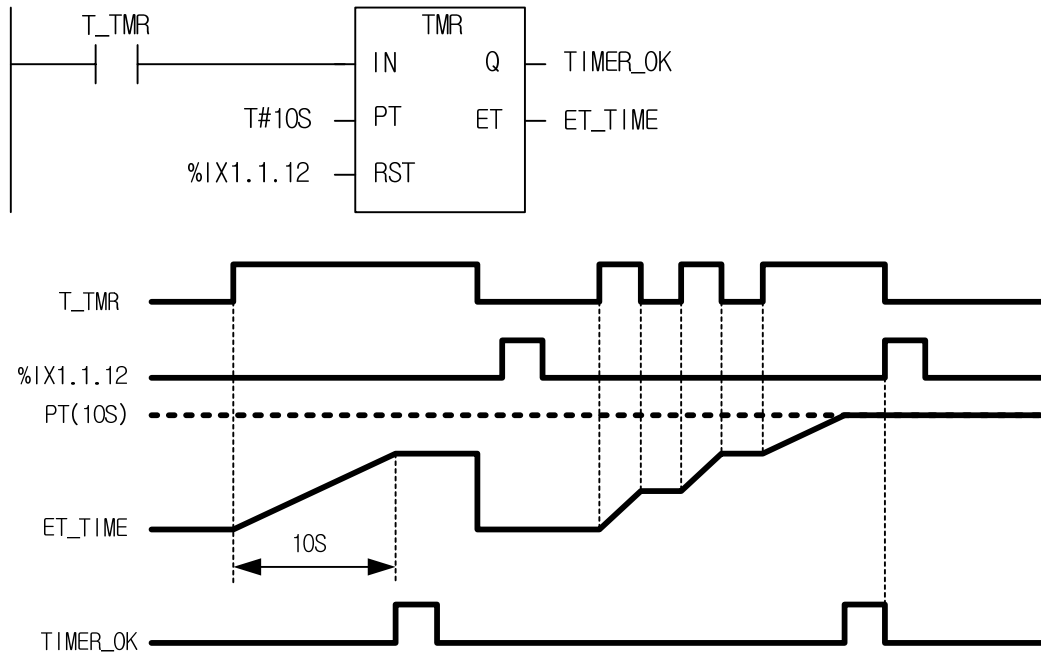 T_TMR
TMR
IN Q TIMER_OK
T#10S PT ET ET_TIME
%IX1.1.12 RST
T_TMR
%IX1.1.12
PT(10S)
ET_TIME
10S
TIMER_OK